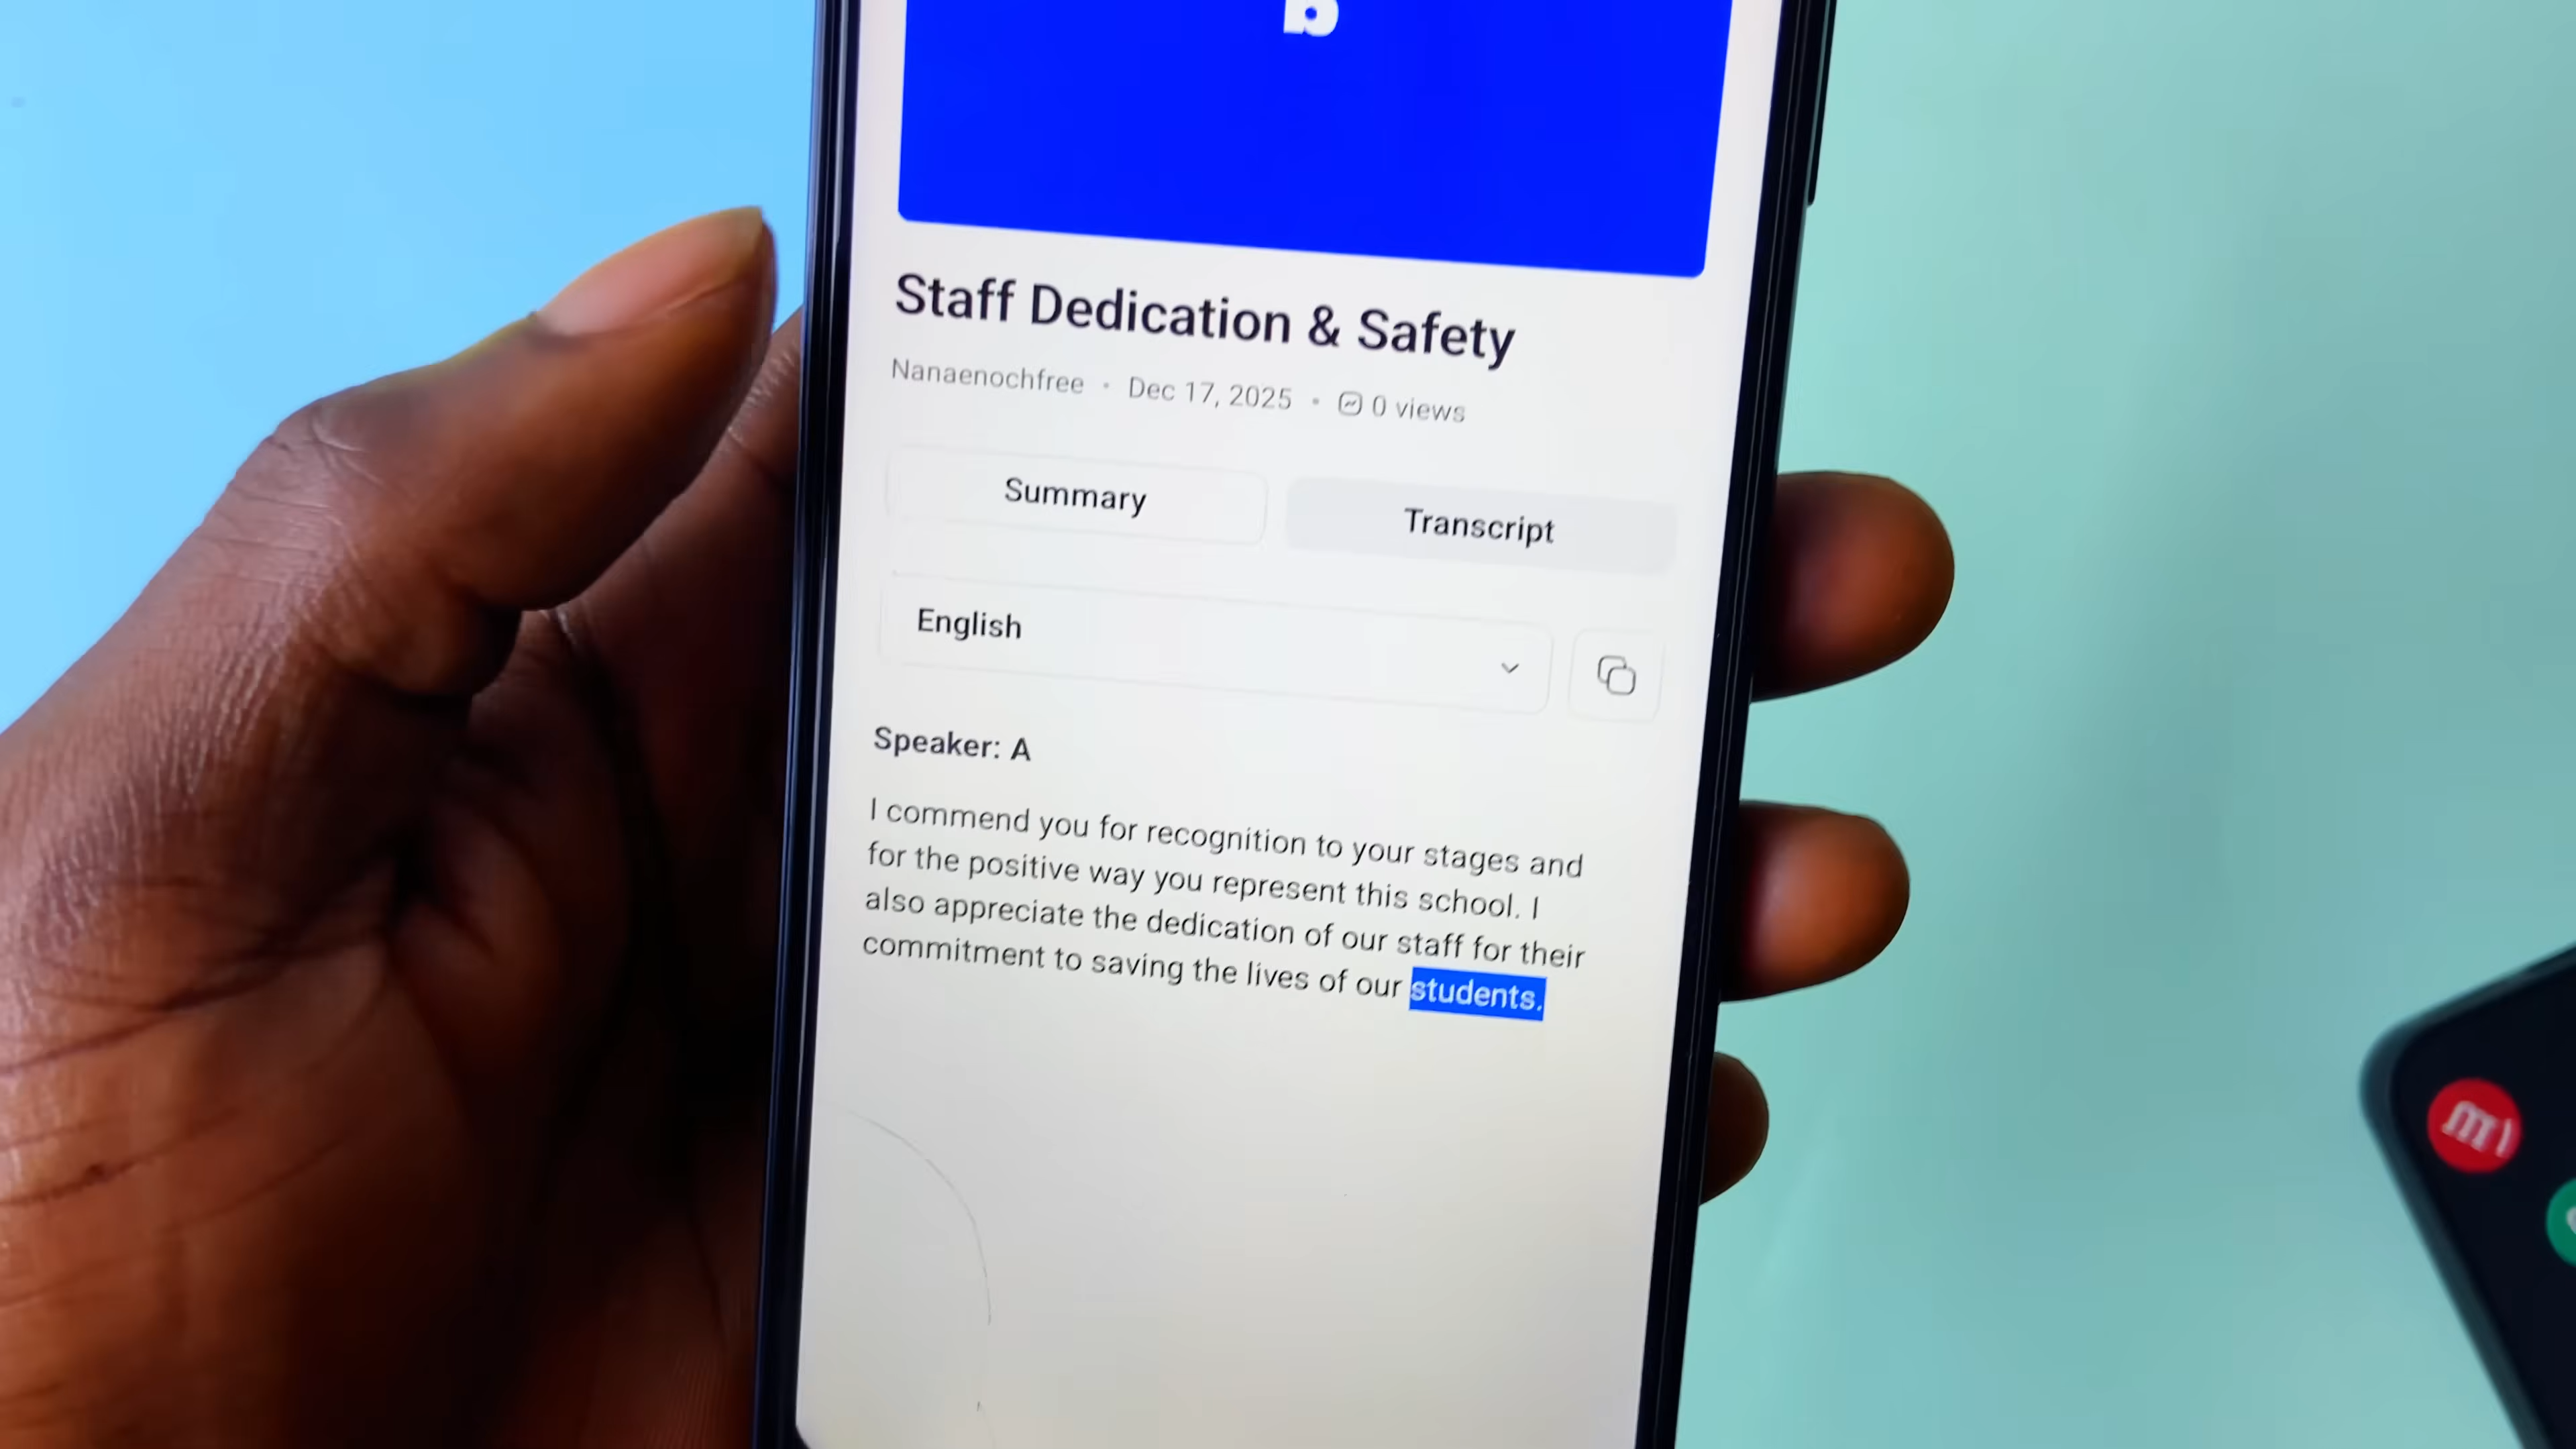 Staff Dedication & Safety
Nanaenochfree • Dec 17, 2025 • 0 views
Summary
Transcript
English
Speaker: A
I commend you for recognition to your stages and
for the positive way you represent this school. I
also appreciate the dedication of our staff for their
commitment to saving the lives of our students.